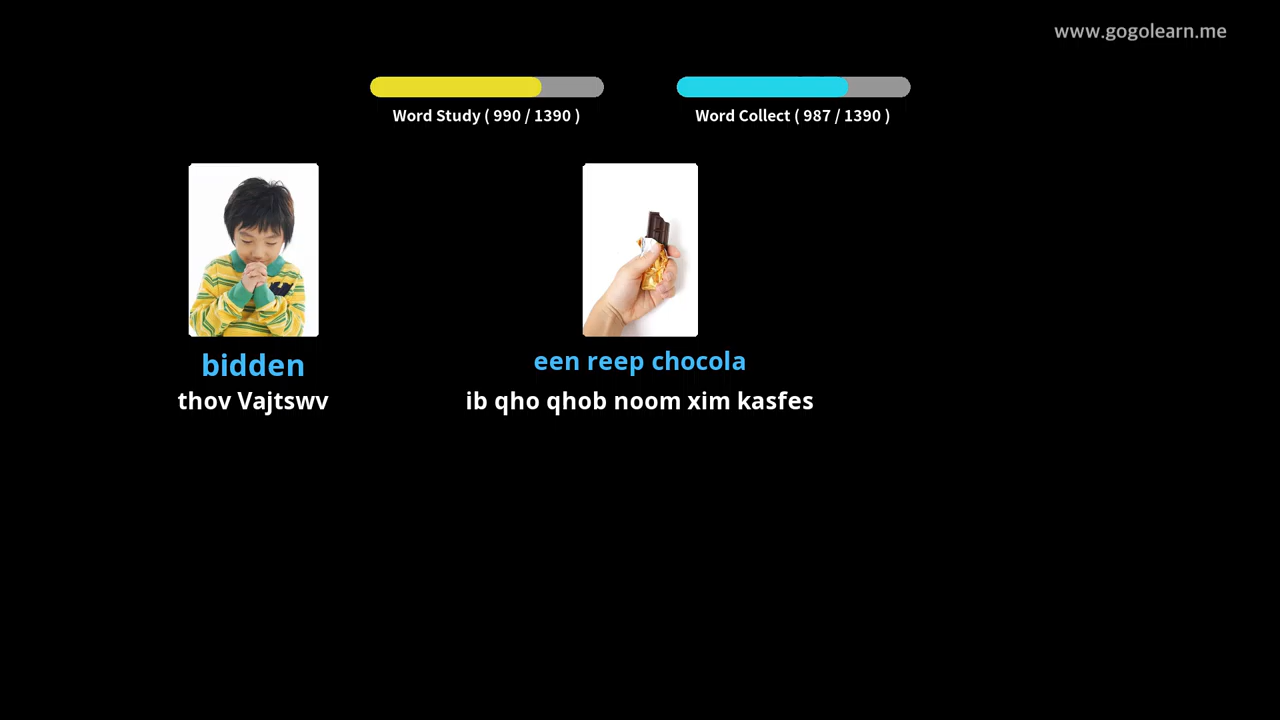 www.gogolearn.me
Word Study ( 990 / 1390 )
Word Collect ( 987 / 1390 )
bidden
thov Vajtswv
een reep chocola
ib qho qhob noom xim kasfes